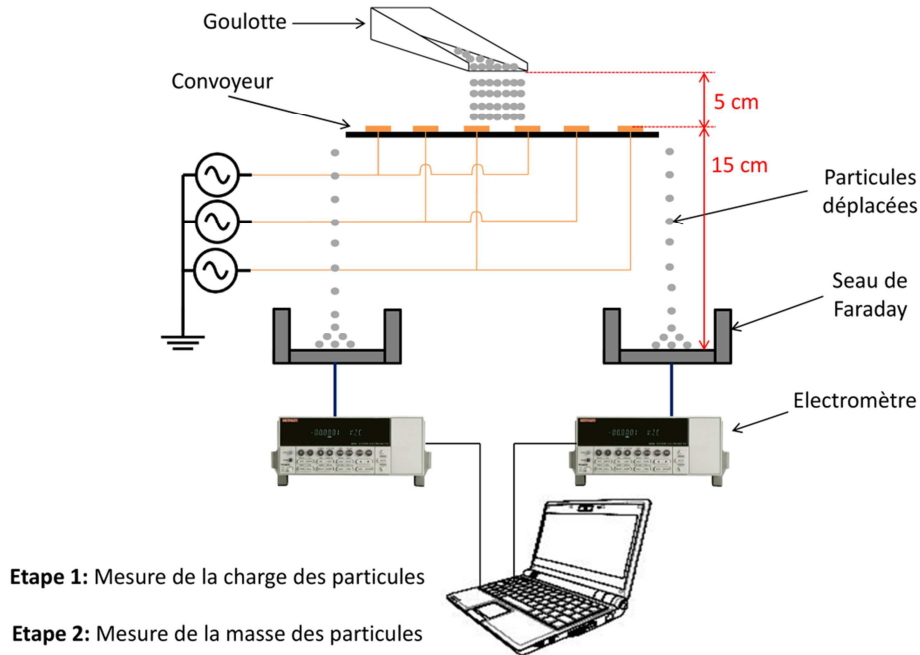 Goulotte
Convoyeur
5 cm
15 cm
Particules
déplacées
Seau de
Faraday
Electromètre
Etape 1: Mesure de la charge des particules
Etape 2: Mesure de la masse des particules